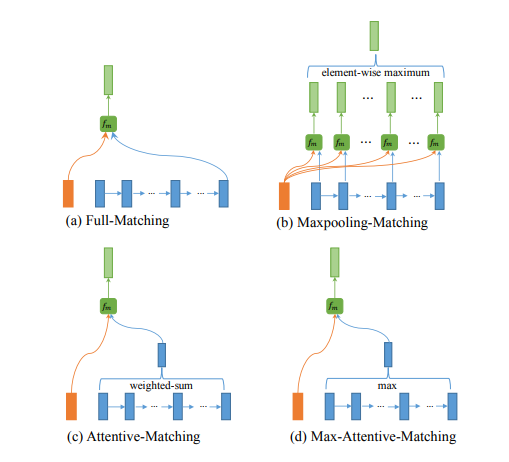 element-wise maximum
... ...
fm
fm fm ... fm ... fm
... ...
... ...
(a) Full-Matching
(b) Maxpooling-Matching
fm
fm
weighted-sum
max
... ...
... ...
(c) Attentive-Matching
(d) Max-Attentive-Matching